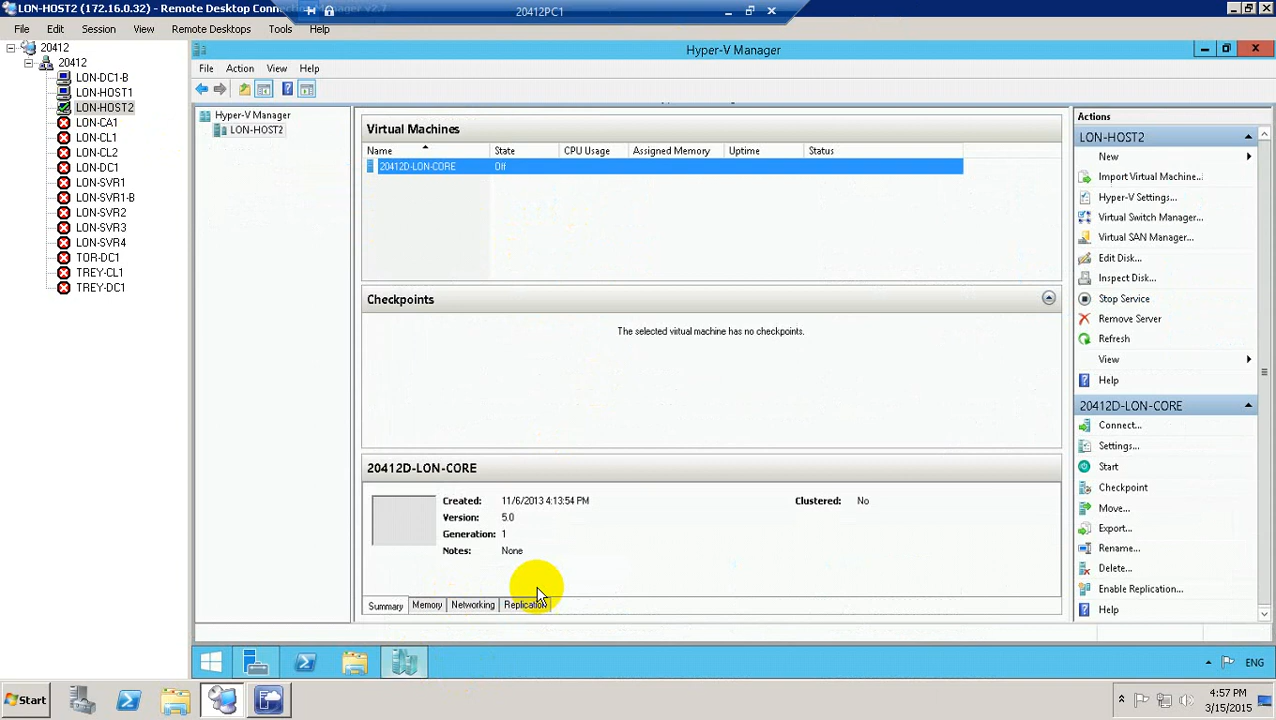 LON-HOST2 (172.16.0.32) - Remote Desktop Connection Manager v2.7
20412PC1
File Edit Session View Remote Desktops Tools Help
20412
20412
LON-DC1-B
LON-HOST1
LON-HOST2
LON-CA1
LON-CL1
LON-CL2
LON-DC1
LON-SVR1
LON-SVR1-B
LON-SVR2
LON-SVR3
LON-SVR4
TOR-DC1
TREY-CL1
TREY-DC1
Hyper-V Manager
File Action View Help
Hyper-V Manager
LON-HOST2
Virtual Machines
Name State CPU Usage Assigned Memory Uptime Status
20412D-LON-CORE Off
Checkpoints
The selected virtual machine has no checkpoints.
20412D-LON-CORE
Created: 11/6/2013 4:13:54 PM Clustered: No
Version: 5.0
Generation: 1
Notes: None
Summary Memory Networking Replication
Actions
LON-HOST2
New
Import Virtual Machine...
Hyper-V Settings...
Virtual Switch Manager...
Virtual SAN Manager...
Edit Disk...
Inspect Disk...
Stop Service
Remove Server
Refresh
View
Help
20412D-LON-CORE
Connect...
Settings...
Start
Checkpoint
Move...
Export...
Rename...
Delete...
Enable Replication...
Help
ENG
Start
4:57 PM
3/15/2015